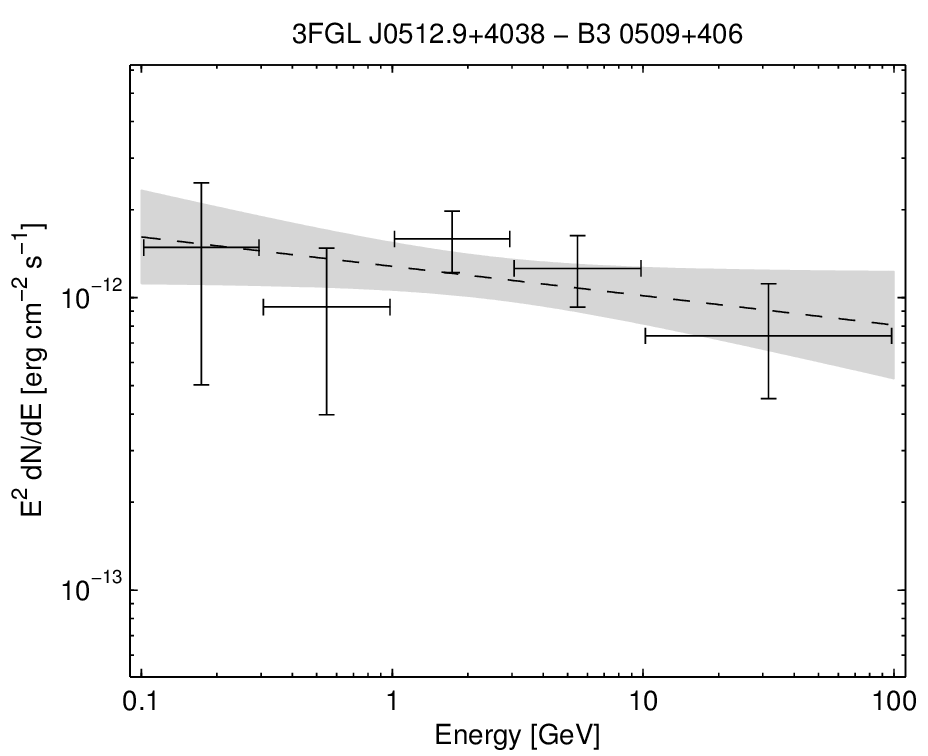 3FGL J0512.9+4038 − B3 0509+406
E² dN/dE [erg cm⁻² s⁻¹]
10⁻¹²
10⁻¹³
0.1 1 10 100
Energy [GeV]